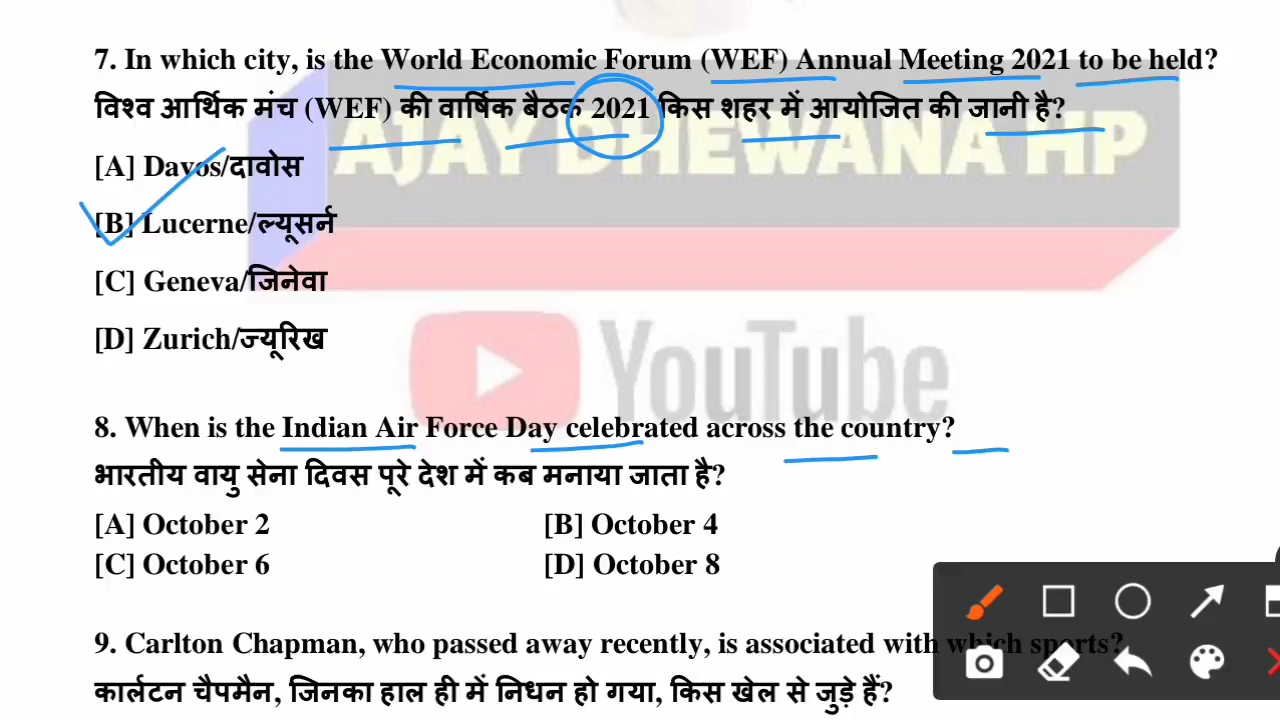 7. In which city, is the World Economic Forum (WEF) Annual Meeting 2021 to be held?
विश्व आर्थिक मंच (WEF) की वार्षिक बैठक 2021 किस शहर में आयोजित की जानी है?
AJAY DHEWANA HP
[A] Davos/दावोस
[B] Lucerne/ल्यूसर्न
[C] Geneva/जिनेवा
[D] Zurich/ज्यूरिख
YouTube
8. When is the Indian Air Force Day celebrated across the country?
भारतीय वायु सेना दिवस पूरे देश में कब मनाया जाता है?
[A] October 2 [B] October 4
[C] October 6 [D] October 8
9. Carlton Chapman, who passed away recently, is associated with which sports?
कार्लटन चैपमैन, जिनका हाल ही में निधन हो गया, किस खेल से जुड़े हैं?